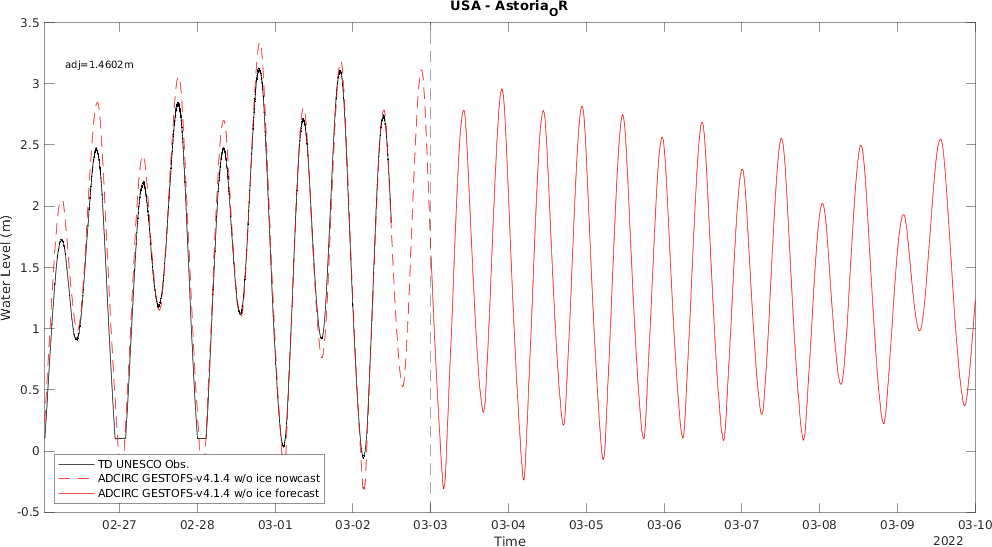 USA - Astoria_OR
adj=1.4602m
3.5
3
2.5
2
1.5
1
0.5
0
-0.5
Water Level (m)
TD UNESCO Obs.
ADCIRC GESTOFS-v4.1.4 w/o ice nowcast
ADCIRC GESTOFS-v4.1.4 w/o ice forecast
02-27 02-28 03-01 03-02 03-03 03-04 03-05 03-06 03-07 03-08 03-09 03-10
Time
2022